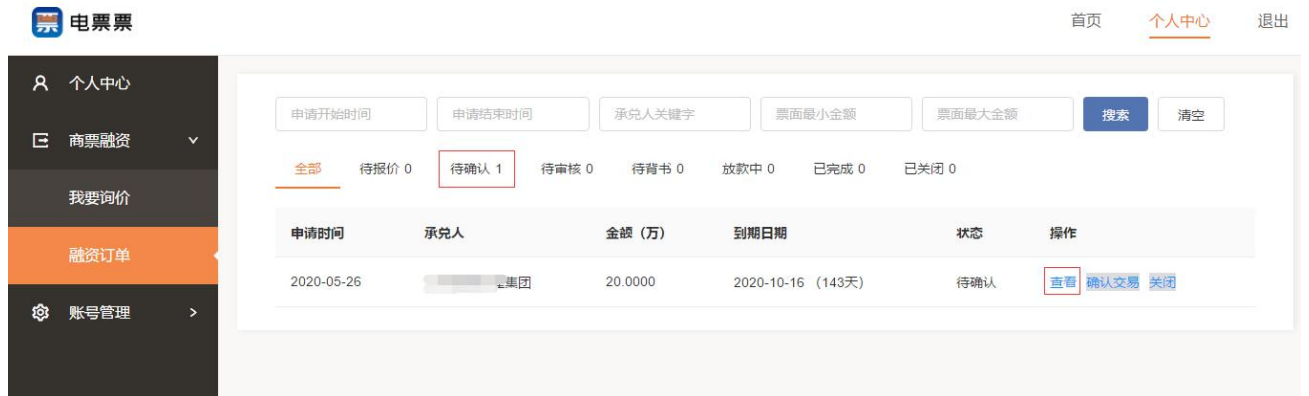 电票票
首页 个人中心 退出
个人中心
商票融资
我要询价
融资订单
账号管理
申请开始时间 申请结束时间 承兑人关键字 票面最小金额 票面最大金额 搜索 清空
全部 待报价 0 待确认 1 待审核 0 待背书 0 放款中 0 已完成 0 已关闭 0
申请时间 承兑人 金额（万） 到期日期 状态 操作
2020-05-26 集团 20.0000 2020-10-16 （143天） 待确认 查看 确认交易 关闭